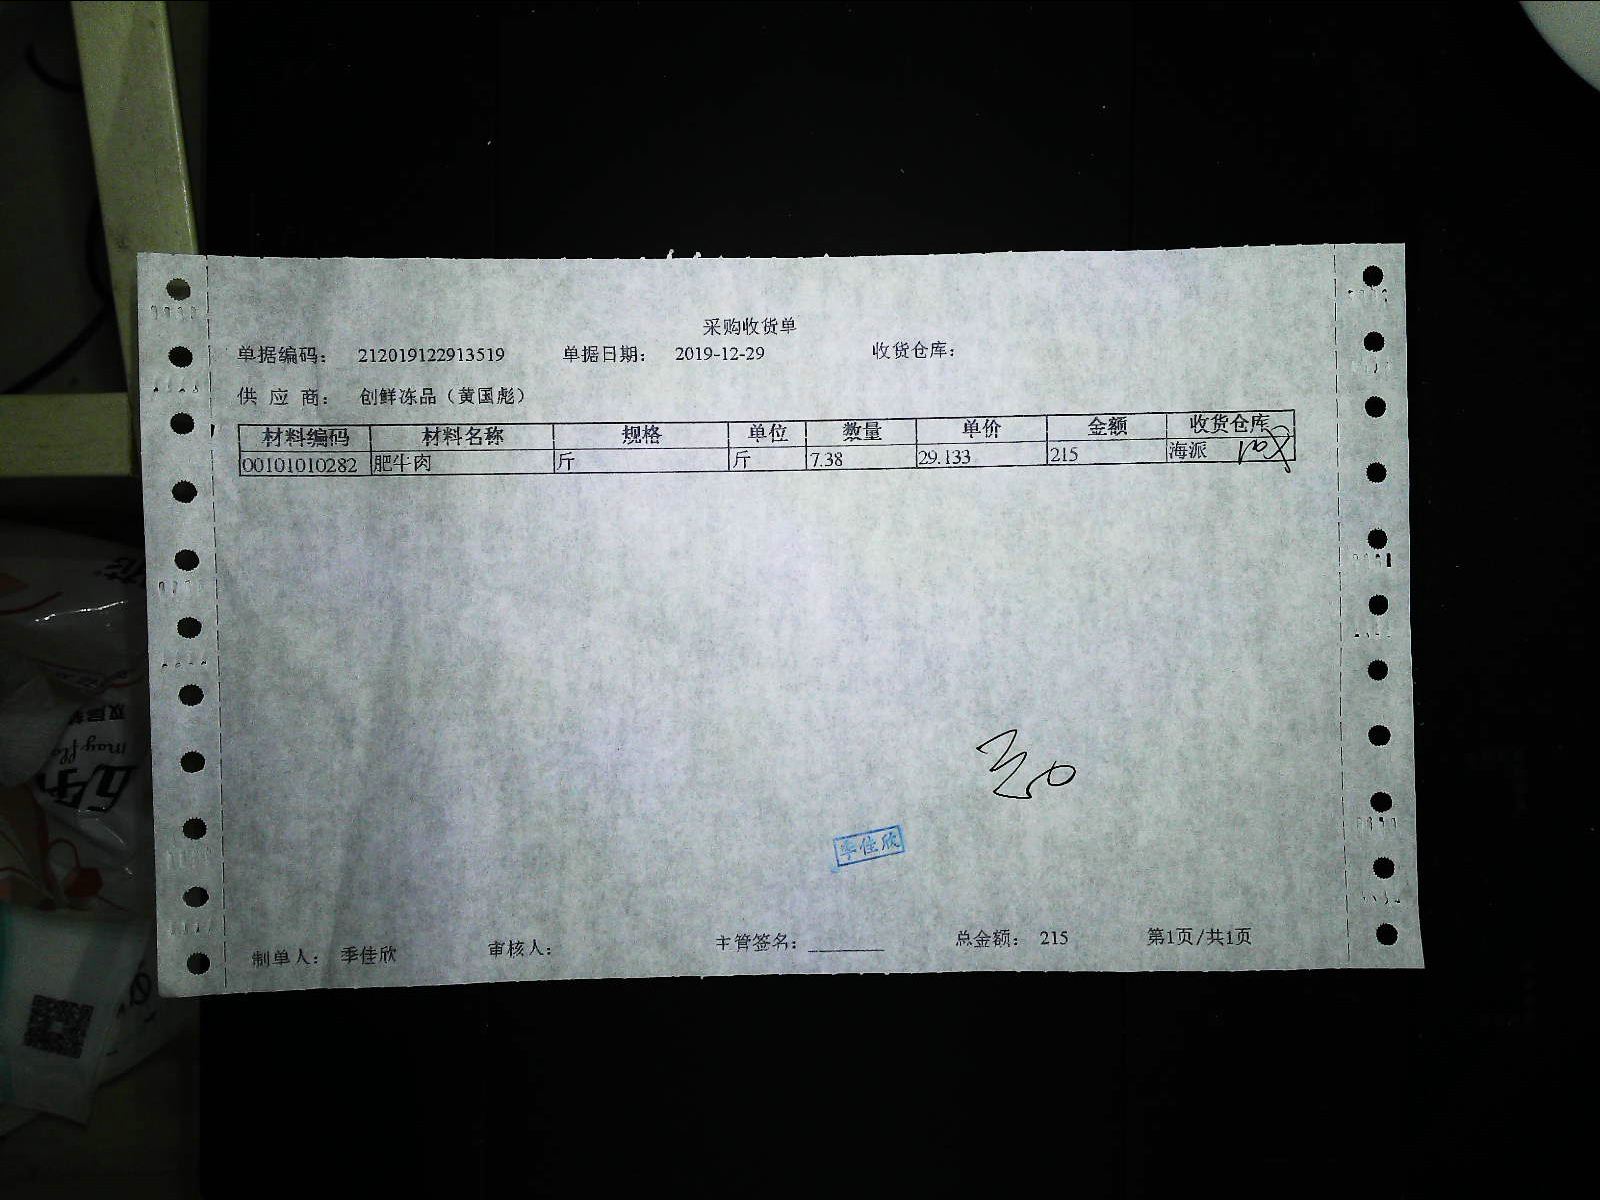 采购收货单
单据编码： 212019122913519 单据日期： 2019-12-29 收货仓库：
供 应 商： 创鲜冻品（黄国彪）
材料编码 材料名称 规格 单位 数量 单价 金额 收货仓库
00101010282 肥牛肉 斤 斤 7.38 29.133 215 海派
季佳欣
制单人： 季佳欣 审核人： 主管签名：________ 总金额： 215 第1页/共1页
may flo